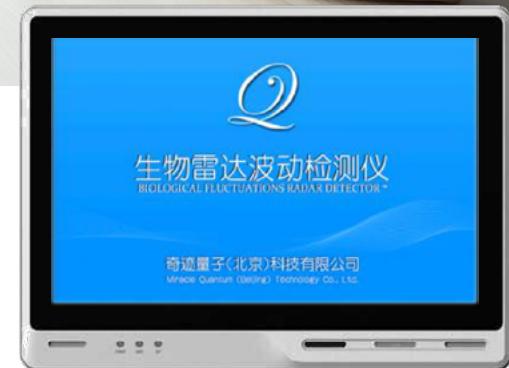 Q
生物雷达波动检测仪
BIOLOGICAL FLUCTUATIONS RADAR DETECTOR™
奇迹量子(北京)科技有限公司
Miracle Quantum (Beijing) Technology Co., Ltd.